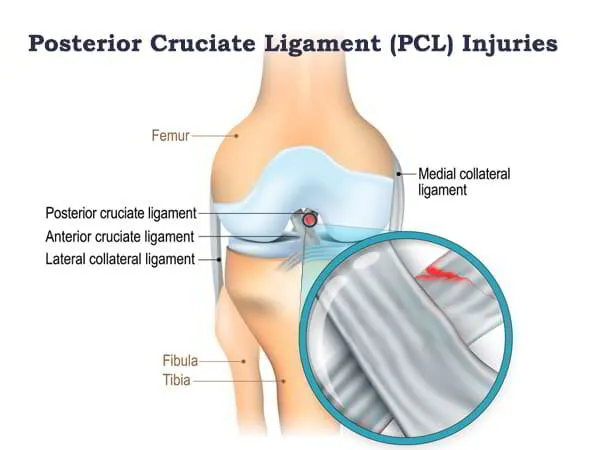 Posterior Cruciate Ligament (PCL) Injuries
Femur
Medial collateral
ligament
Posterior cruciate ligament
Anterior cruciate ligament
Lateral collateral ligament
Fibula
Tibia